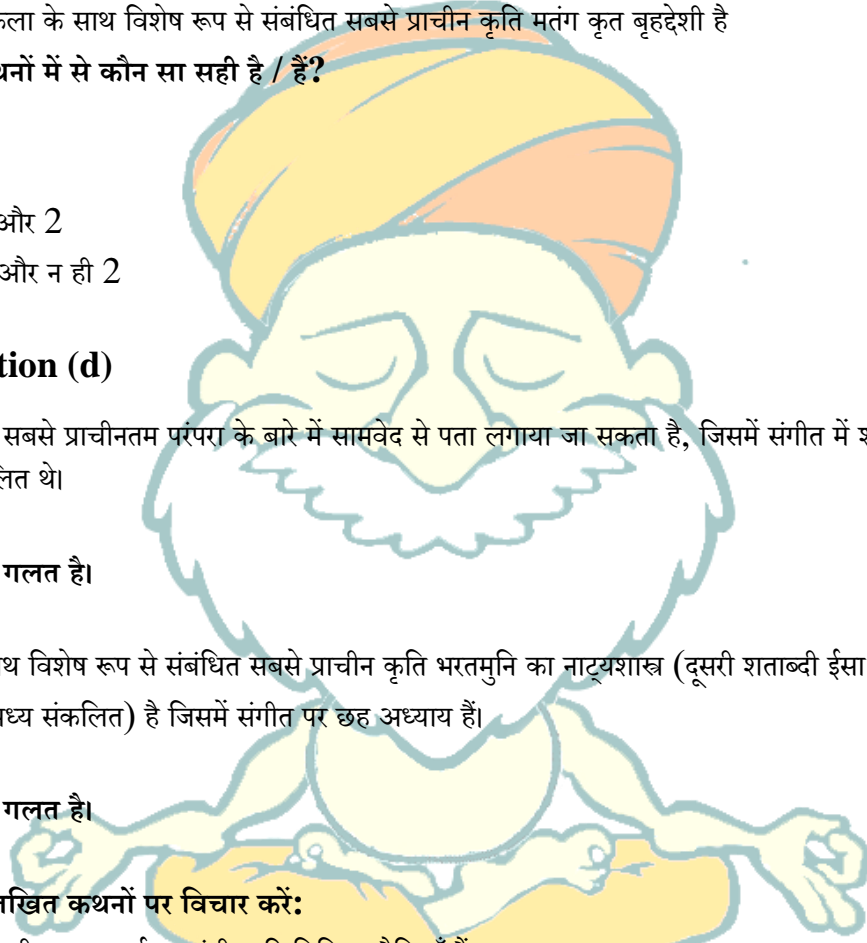 कला के साथ विशेष रूप से संबंधित सबसे प्राचीन कृति मतंग कृत बृहद्देशी है
थनों में से कौन सा सही है / हैं?
और 2
और न ही 2
tion (d)
सबसे प्राचीनतम परंपरा के बारे में सामवेद से पता लगाया जा सकता है, जिसमें संगीत में
लित थे।
गलत है।
थ विशेष रूप से संबंधित सबसे प्राचीन कृति भरतमुनि का नाट्यशास्त्र (दूसरी शताब्दी ईसा
मध्य संकलित) है जिसमें संगीत पर छह अध्याय हैं।
गलत है।
लिखित कथनों पर विचार करें: